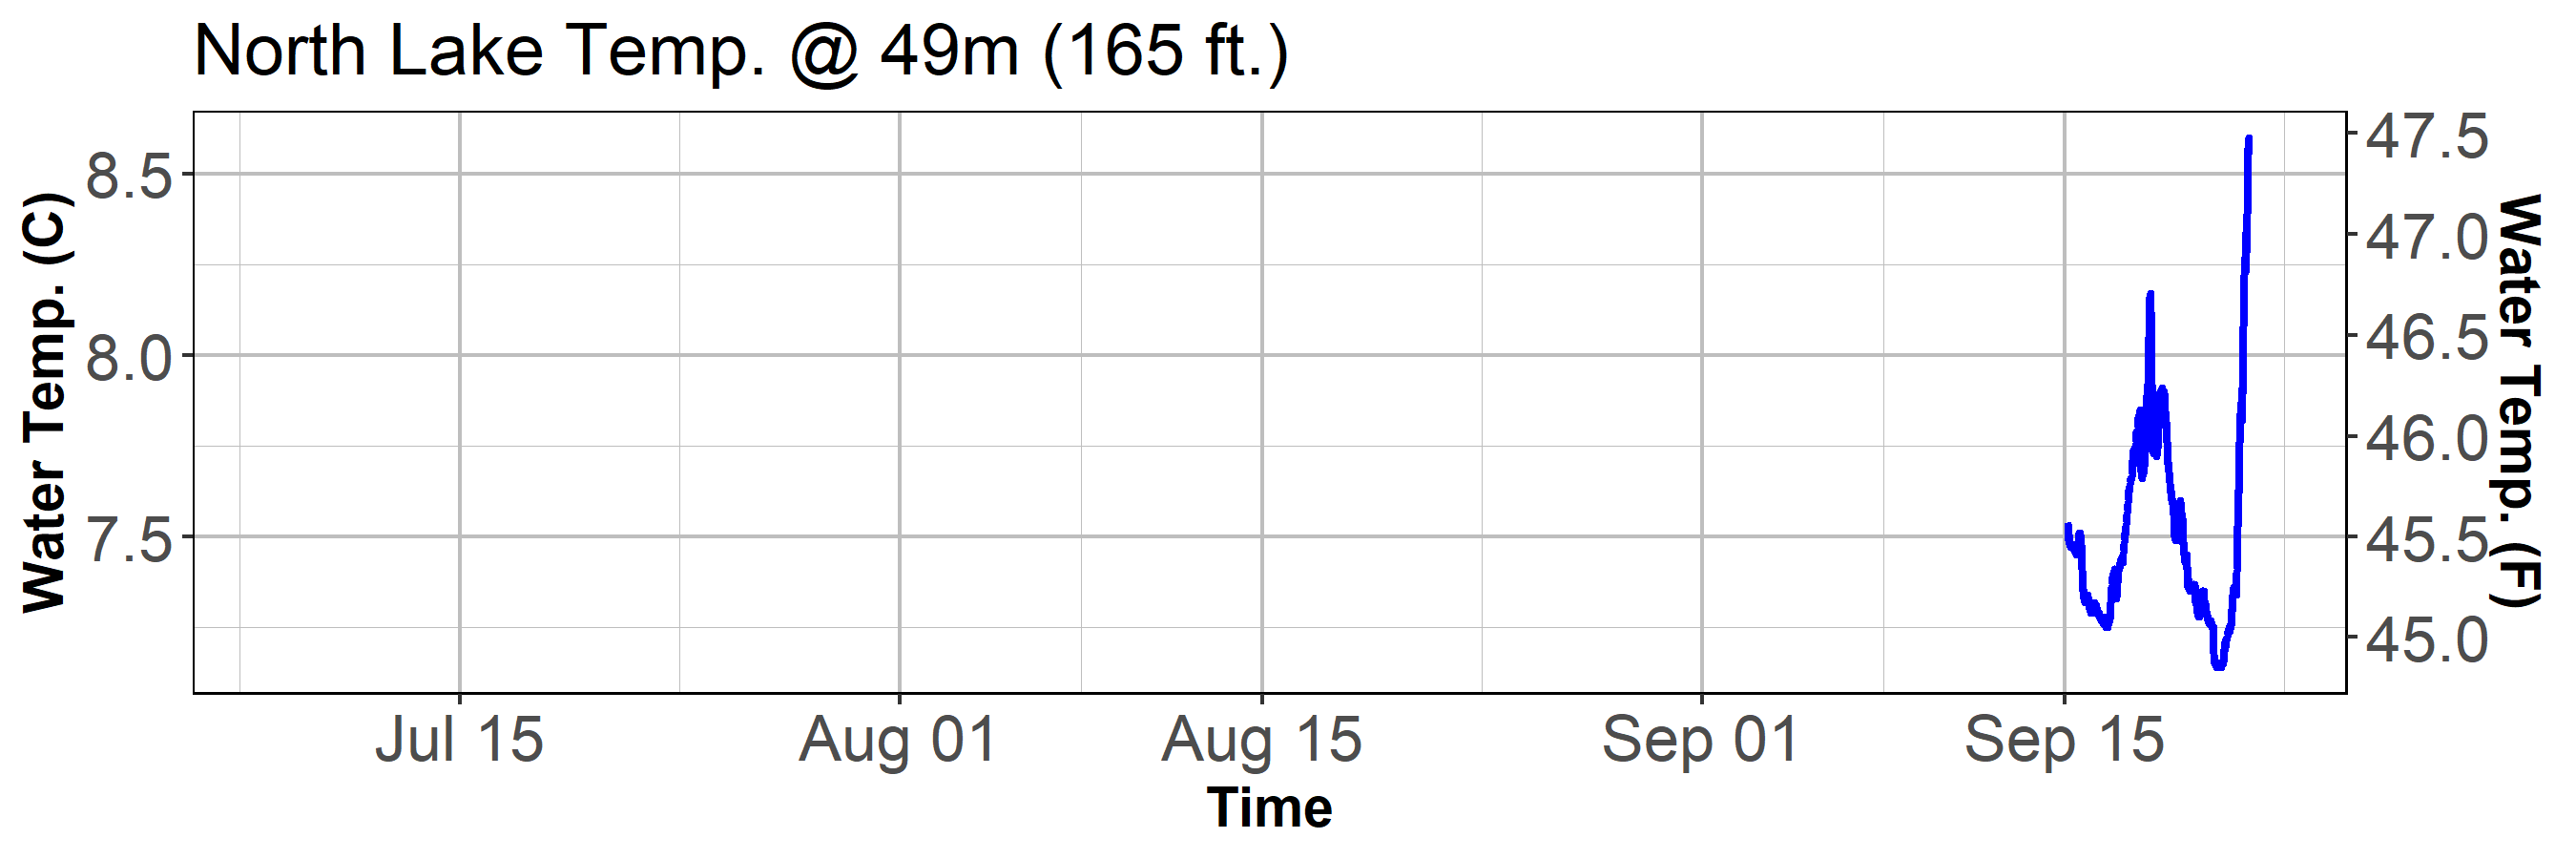 North Lake Temp. @ 49m (165 ft.)
Water Temp. (C)
8.5
8.0
7.5
47.5
47.0
46.5
46.0
45.5
45.0
Water Temp. (F)
Jul 15 Aug 01 Aug 15 Sep 01 Sep 15
Time